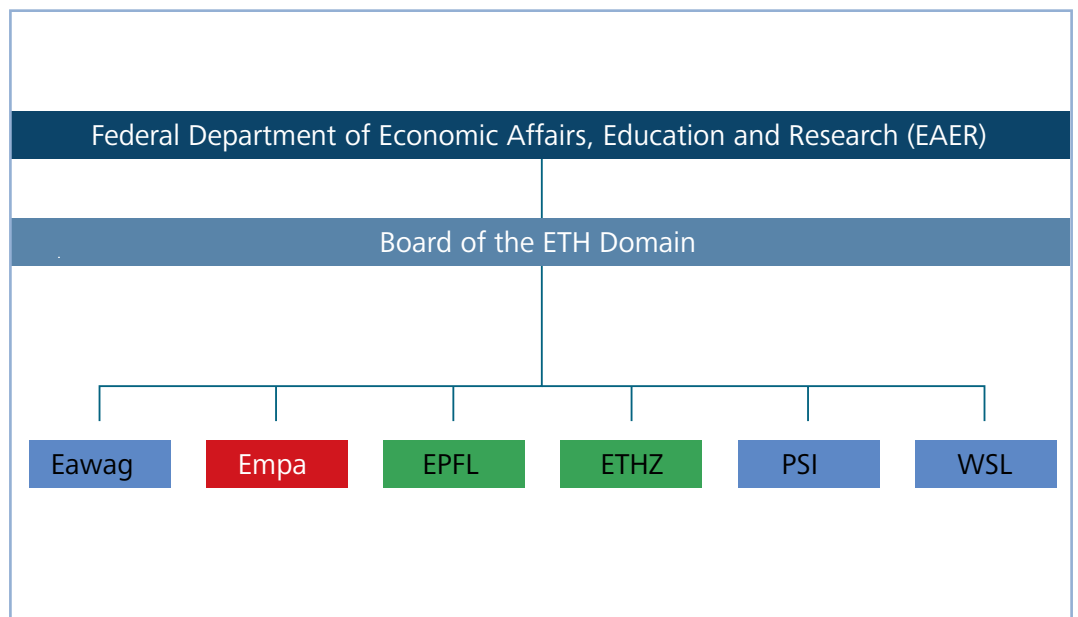 Federal Department of Economic Affairs, Education and Research (EAER)
Board of the ETH Domain
Eawag
Empa
EPFL
ETHZ
PSI
WSL